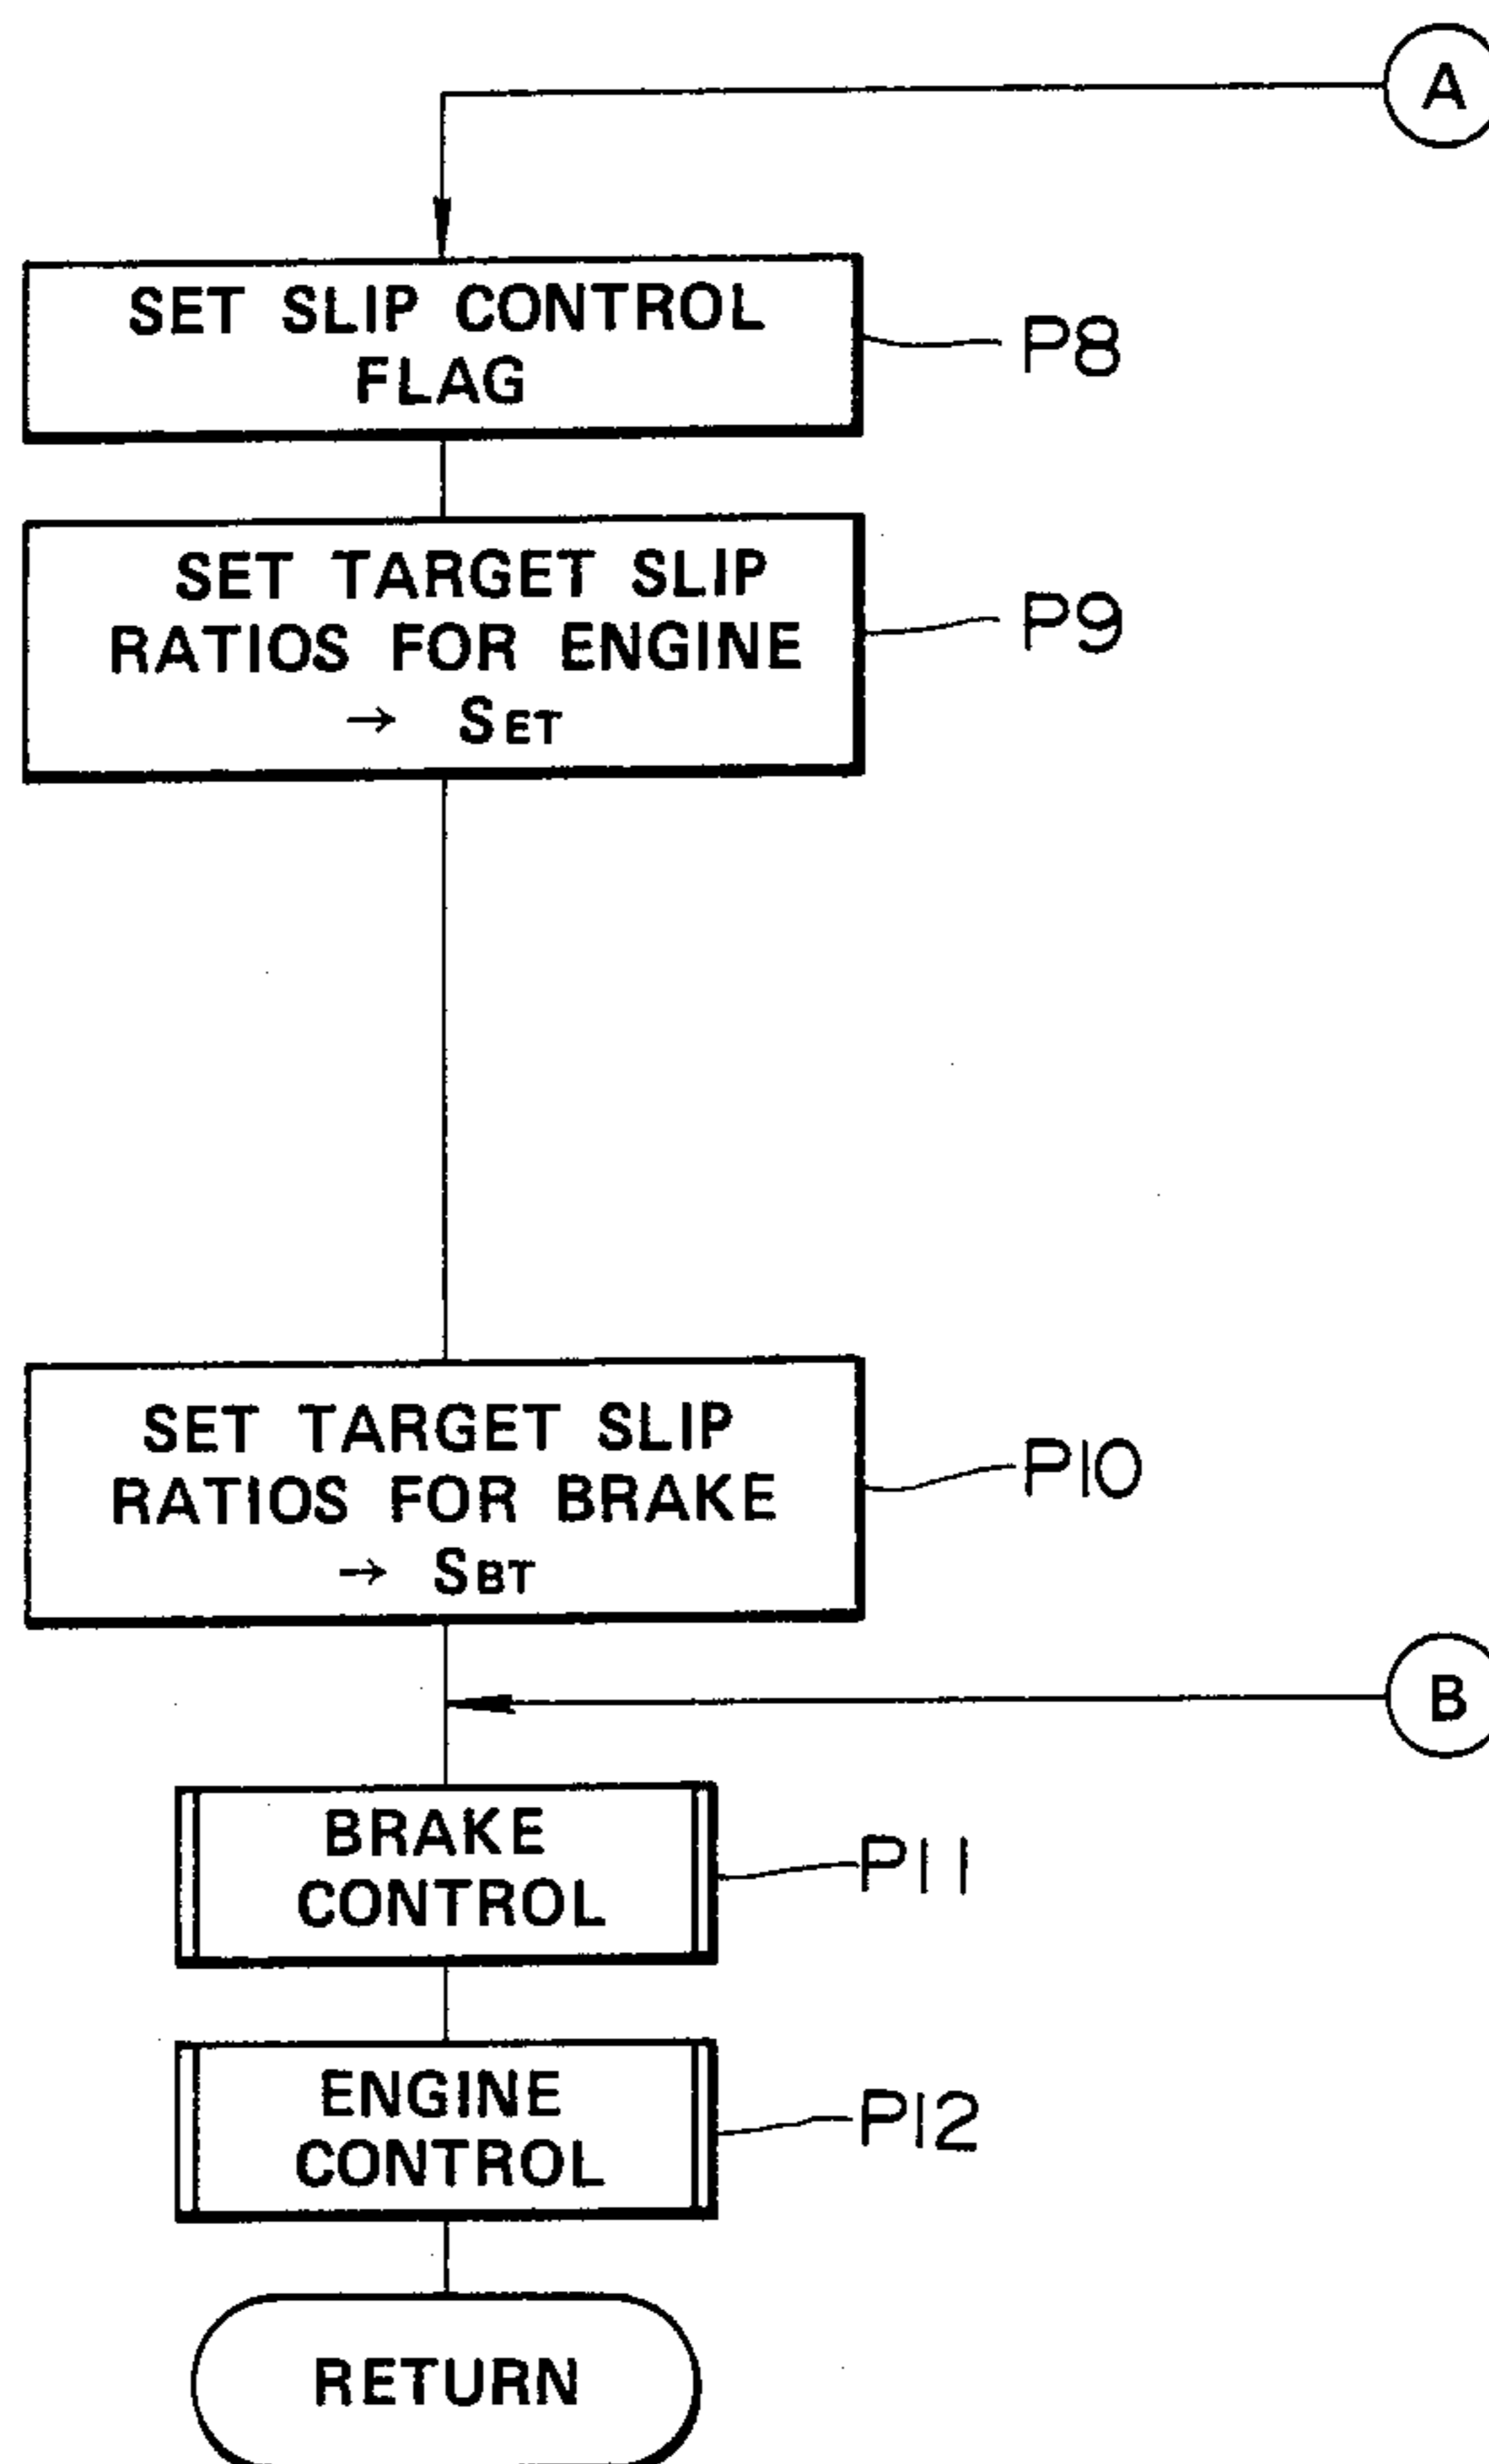 A
SET SLIP CONTROL
FLAG
P8
SET TARGET SLIP
RATIOS FOR ENGINE
→ SET
P9
SET TARGET SLIP
RATIOS FOR BRAKE
→ SBT
P10
B
BRAKE
CONTROL
P11
ENGINE
CONTROL
P12
RETURN